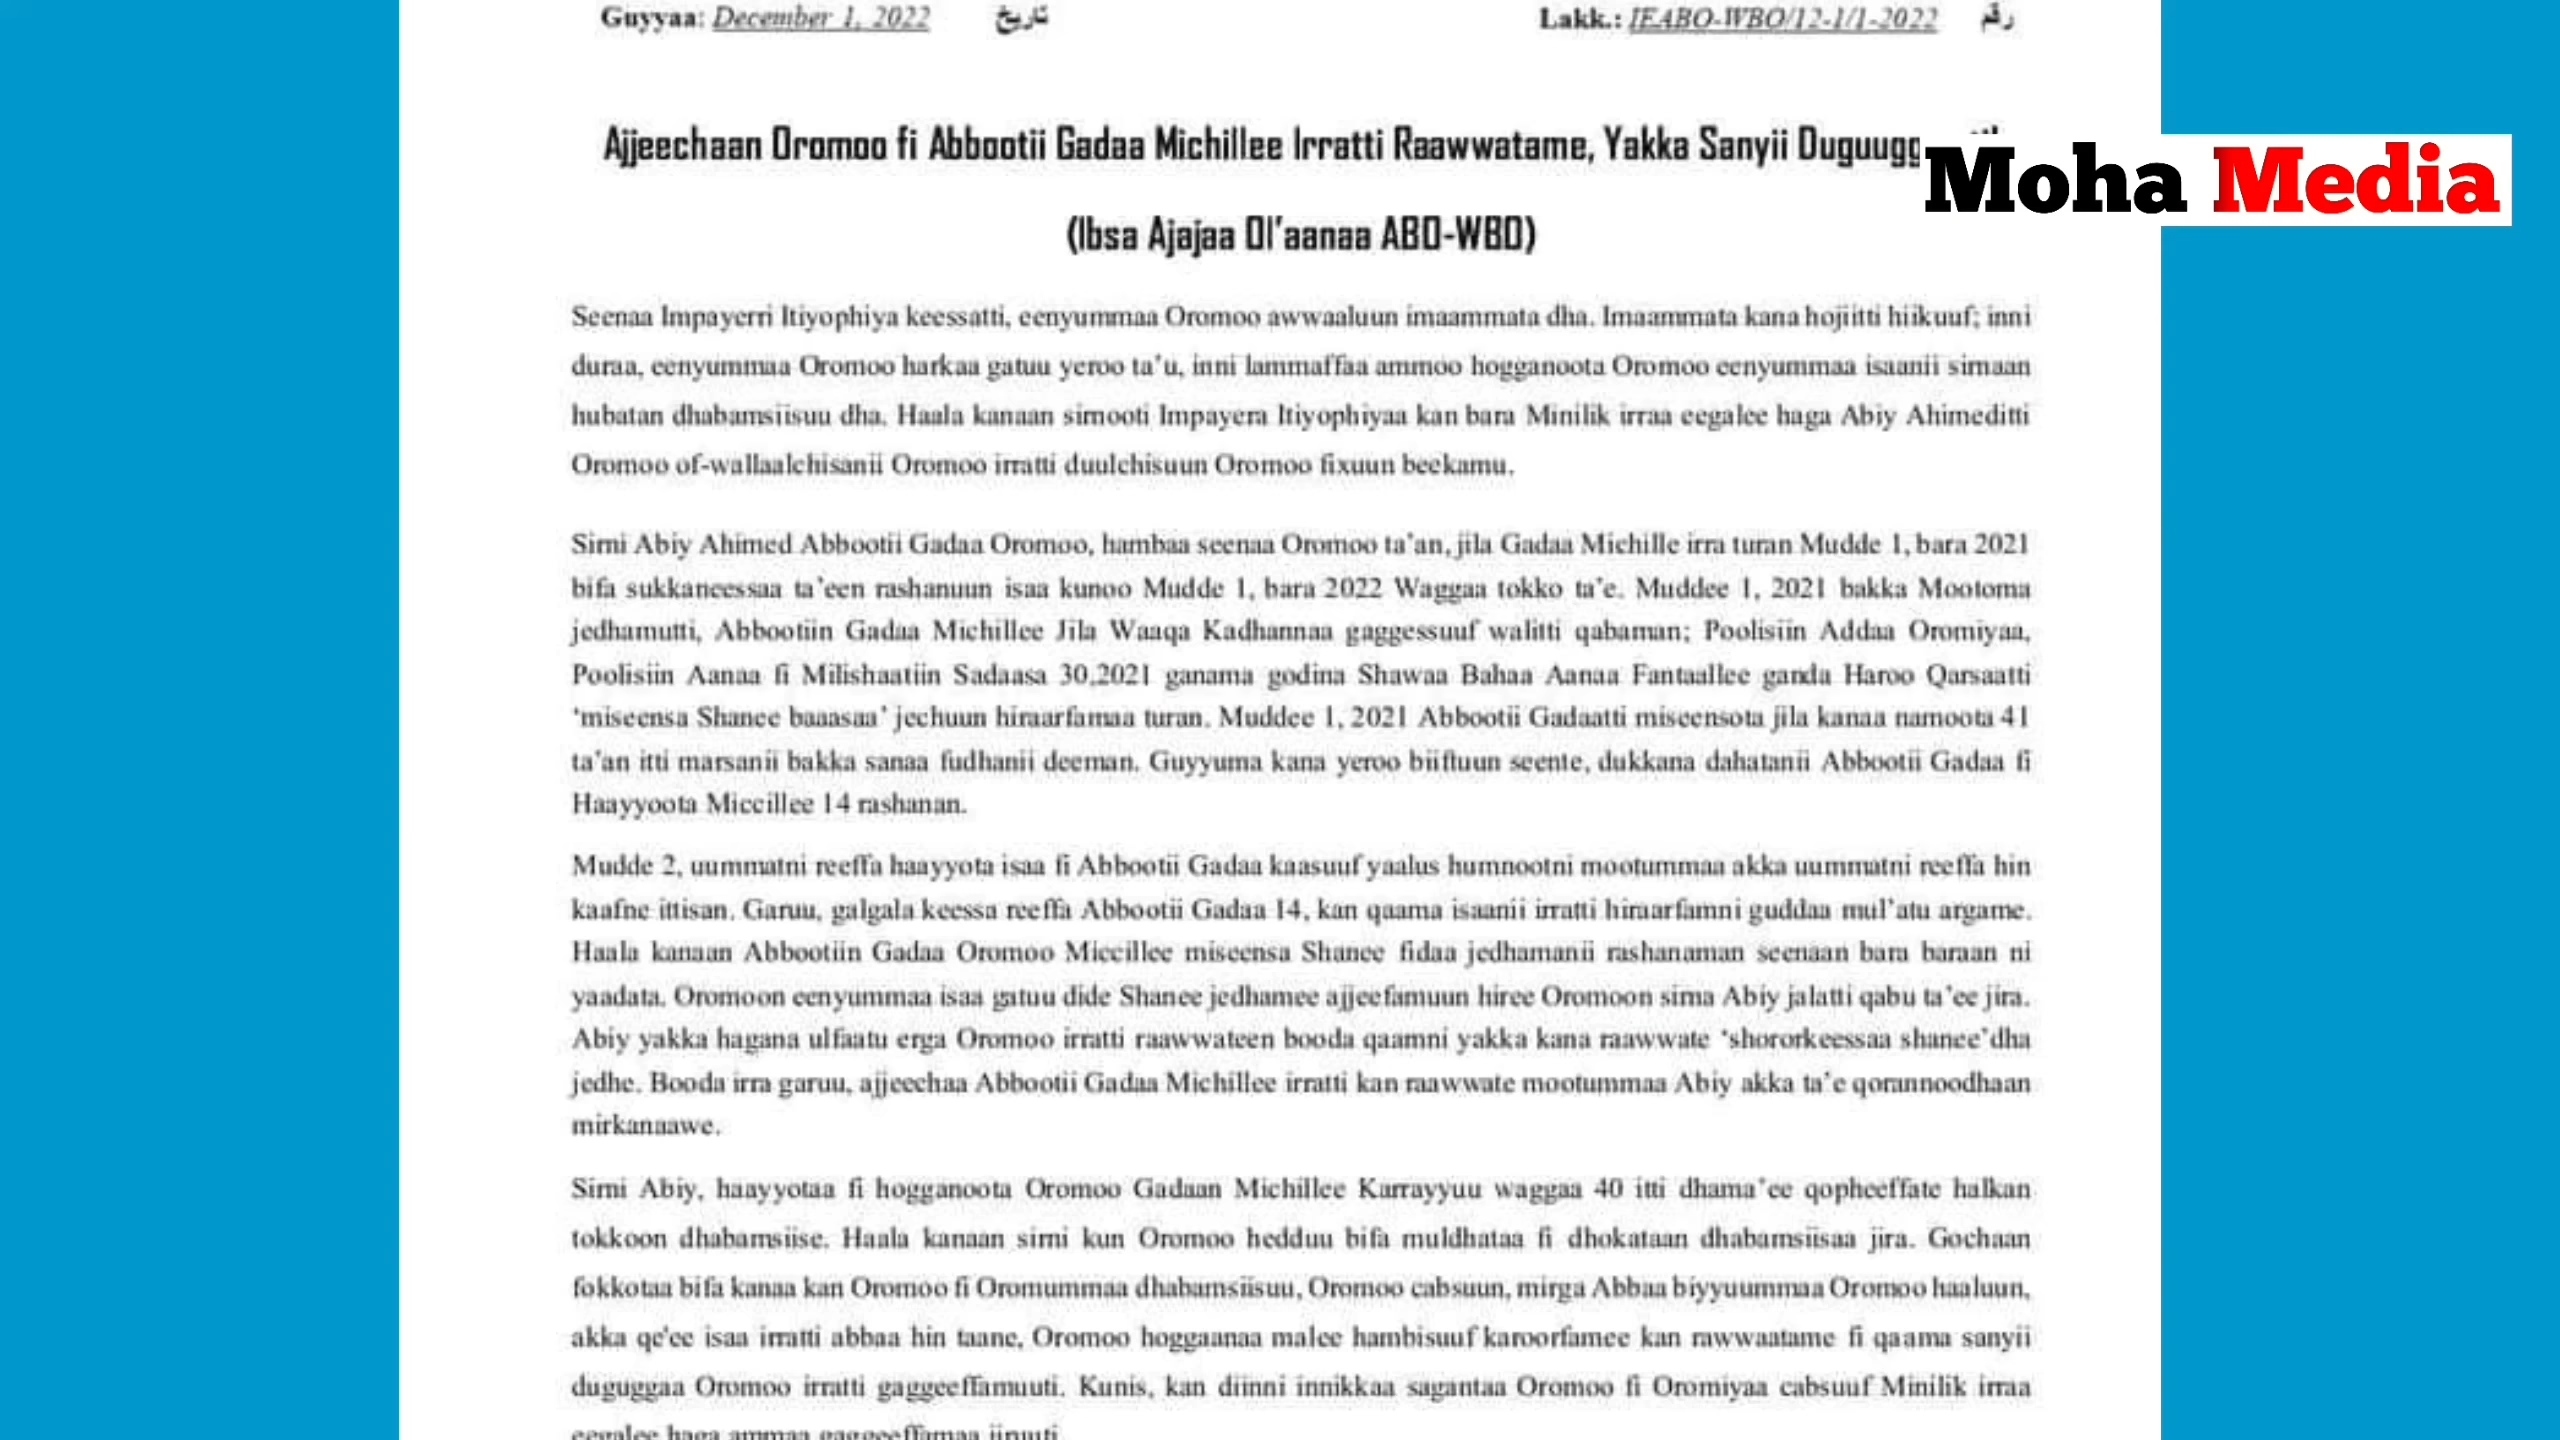 Guyyaa: December 1, 2022 تاريخ Lakk.: IEABO-WBO/12-1/1-2022 رقم
Ajjeechaan Oromoo fi Abbootii Gadaa Michillee Irratti Raawwatame, Yakka Sanyii
Moha Media
(Ibsa Ajajaa Ol'aanaa ABO-WBO)
Seenaa Impayerri Itiyophiya keessatti, eenyummaa Oromoo awwaaluun imaammata dha. Imaammata kana hojiitti hiikuuf; inni
duraa, eenyummaa Oromoo harkaa gatuu yeroo ta'u, inni lammaffaa ammoo hogganoota Oromoo eenyummaa isaanii sirnaan
hubatan dhabamsiisuu dha. Haala kanaan simooti Impayera Itiyophiyaa kan bara Minilik irraa eegalee haga Abiy Ahimeditti
Oromoo of-wallaalchisanii Oromoo irratti duulchisuun Oromoo fixuun beekamu.
Sirni Abiy Ahimed Abbootii Gadaa Oromoo, hambaa seenaa Oromoo ta'an, jila Gadaa Michille irra turan Mudde 1, bara 2021
bifa sukkaneessaa ta'een rashanuun isaa kunoo Mudde 1, bara 2022 Waggaa tokko ta'e. Muddee 1, 2021 bakka Mootoma
jedhamutti, Abbootiin Gadaa Michillee Jila Waaqa Kadhannaa gaggessuuf walitti qabaman; Poolisiin Addaa Oromiyaa,
Poolisiin Aanaa fi Milishaatiin Sadaasa 30,2021 ganama godina Shawaa Bahaa Aanaa Fantaallee ganda Haroo Qarsaatti
'miseensa Shanee baaasaa' jechuun hiraarfamaa turan. Muddee 1, 2021 Abbootii Gadaatti miseensota jila kanaa namoota 41
ta'an itti marsanii bakka sanaa fudhanii deeman. Guyyuma kana yeroo biiftuun seente, dukkana dahatanii Abbootii Gadaa fi
Haayyoota Miccillee 14 rashanan.
Mudde 2, uummatni reeffa haayyota isaa fi Abbootii Gadaa kaasuuf yaalus humnootni mootummaa akka uummatni reeffa hin
kaafne ittisan. Garuu, galgala keessa reeffa Abbootii Gadaa 14, kan qaama isaanii irratti hiraarfamni guddaa mul'atu argame.
Haala kanaan Abbootiin Gadaa Oromoo Miccillee miseensa Shanee fidaa jedhamanii rashanaman seenaan bara baraan ni
yaadata. Oromoon eenyummaa isaa gatuu dide Shanee jedhamee ajjeefamuun hiree Oromoon sima Abiy jalatti qabu ta'ee jira.
Abiy yakka hagana ulfaatu erga Oromoo irratti raawwateen booda qaamni yakka kana raawwate 'shororkeessaa shanee'dha
jedhe. Booda irra garuu, ajjeechaa Abbootii Gadaa Michillee irratti kan raawwate mootummaa Abiy akka ta'e qorannoodhaan
mirkanaawe.
Sirni Abiy, haayyotaa fi hogganoota Oromoo Gadaan Michillee Karrayyuu waggaa 40 itti dhama'ee qopheeffate halkan
tokkoon dhabamsiise. Haala kanaan sirni kun Oromoo hedduu bifa muldhataa fi dhokataan dhabamsiisaa jira. Gochaan
fokkotaa bifa kanaa kan Oromoo fi Oromummaa dhabamsiisuu, Oromoo cabsuun, mirga Abbaa biyyuummaa Oromoo haaluun,
akka qe'ee isaa irratti abbaa hin taane, Oromoo hoggaanaa malee hambisuuf karoorfamee kan rawwaatame fi qaama sanyii
duguggaa Oromoo irratti gaggeeffamuuti. Kunis, kan diinni innikkaa sagantaa Oromoo fi Oromiyaa cabsuuf Minilik irraa
eegalee haga ammaa gaggeeffamaa jiruuti